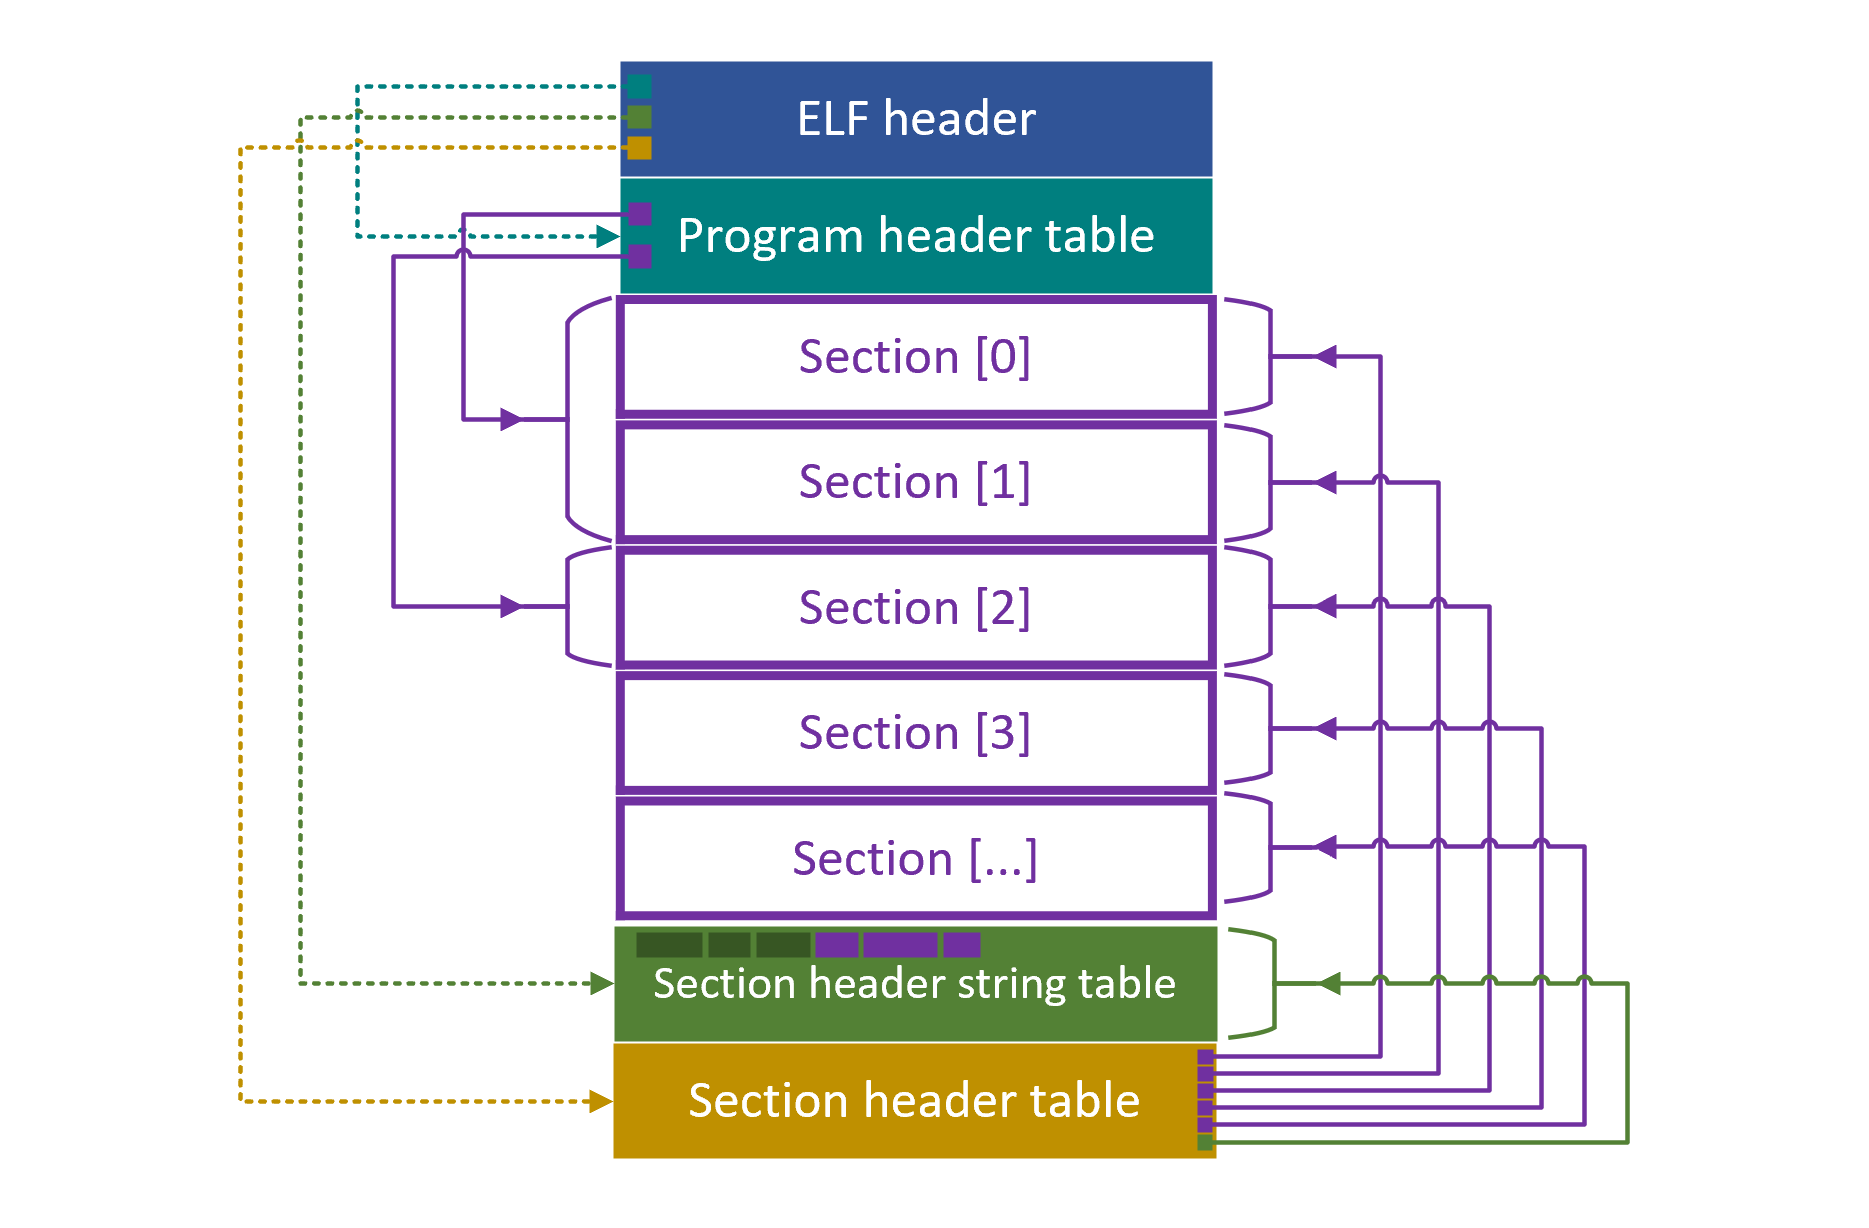 ELF header
Program header table
Section [0]
Section [1]
Section [2]
Section [3]
Section [...]
Section header string table
Section header table